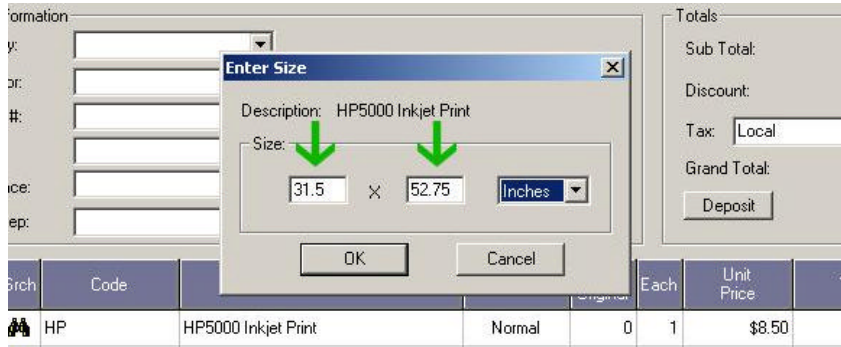 formation
Totals
y:
Enter Size
Sub Total:
or:
Discount:
#:
Description: HP5000 Inkjet Print
Size:
Tax: Local
31.5 X 52.75 Inches
Grand Total:
nce:
Deposit
ep:
OK Cancel
Srch Code Original Each Unit Price
HP HP5000 Inkjet Print Normal 0 1 $8.50